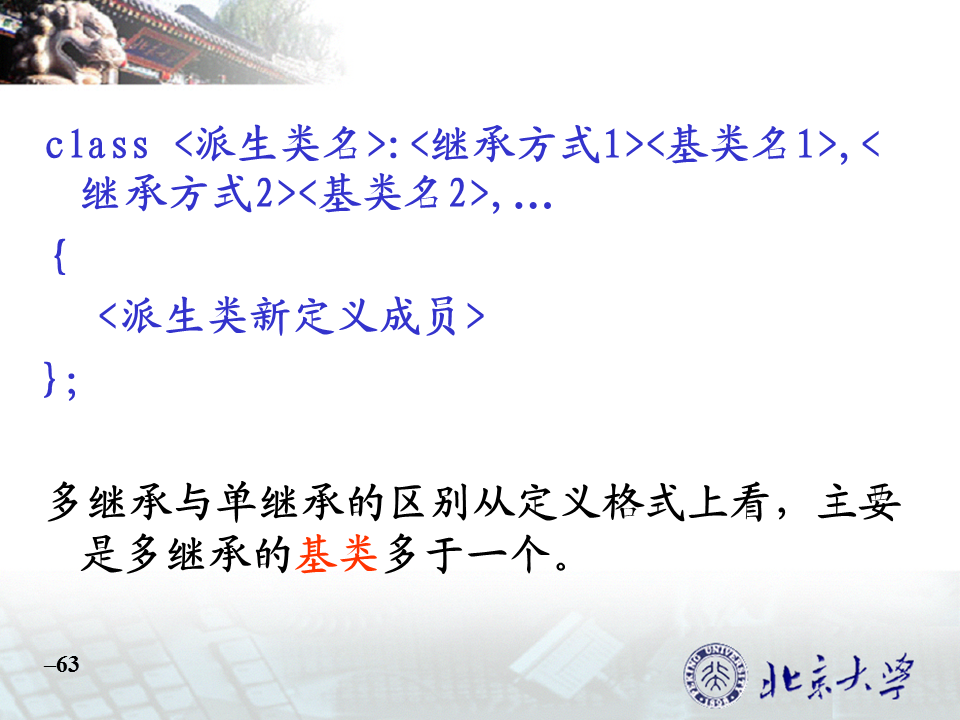 class <派生类名>:<继承方式1><基类名1>,<
继承方式2><基类名2>,…
{
<派生类新定义成员>
};
多继承与单继承的区别从定义格式上看，主要
是多继承的基类多于一个。
–63
PEKING UNIVERSITY
1898
北京大学